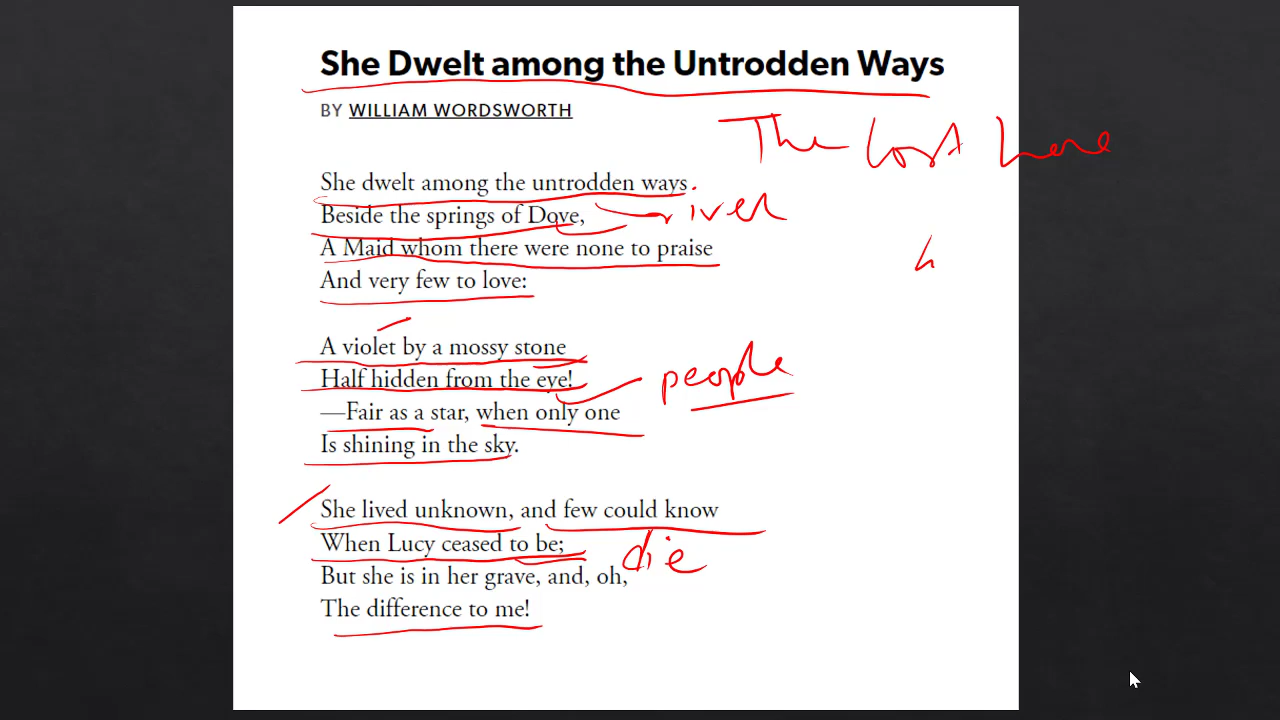 She Dwelt among the Untrodden Ways
BY WILLIAM WORDSWORTH
The Lost Love
She dwelt among the untrodden ways
Beside the springs of Dove,
river
A Maid whom there were none to praise
And very few to love:
A violet by a mossy stone
Half hidden from the eye!
people
—Fair as a star, when only one
Is shining in the sky.
She lived unknown, and few could know
When Lucy ceased to be;
die
But she is in her grave, and, oh,
The difference to me!